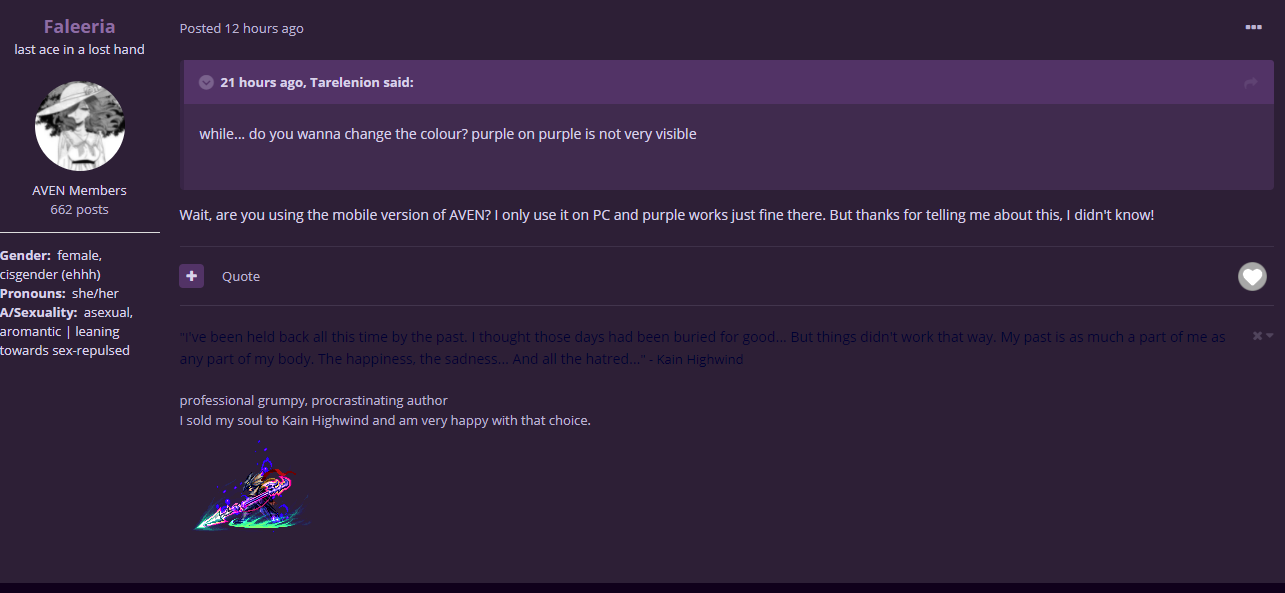 Faleeria
last ace in a lost hand
AVEN Members
662 posts
Gender: female,
cisgender (ehhh)
Pronouns: she/her
A/Sexuality: asexual,
aromantic | leaning
towards sex-repulsed
Posted 12 hours ago
21 hours ago, Tarelenion said:
while... do you wanna change the colour? purple on purple is not very visible
Wait, are you using the mobile version of AVEN? I only use it on PC and purple works just fine there. But thanks for telling me about this, I didn't know!
Quote
"I've been held back all this time by the past. I thought those days had been buried for good... But things didn't work that way. My past is as much a part of me as
any part of my body. The happiness, the sadness... And all the hatred..." - Kain Highwind
professional grumpy, procrastinating author
I sold my soul to Kain Highwind and am very happy with that choice.